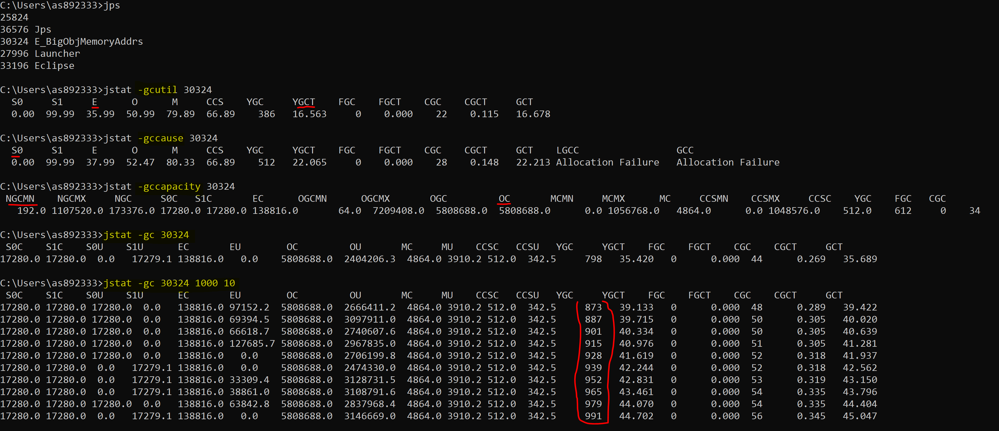 C:\Users\as892333>jps
25824
36576 Jps
30324 E_BigObjMemoryAddrs
27996 Launcher
33196 Eclipse
C:\Users\as892333>jstat -gcutil 30324
S0 S1 E O M CCS YGC YGCT FGC FGCT CGC CGCT GCT
0.00 99.99 35.99 50.99 79.89 66.89 386 16.563 0 0.000 22 0.115 16.678
C:\Users\as892333>jstat -gccause 30324
S0 S1 E O M CCS YGC YGCT FGC FGCT CGC CGCT GCT LGCC GCC
0.00 99.99 37.99 52.47 80.33 66.89 512 22.065 0 0.000 28 0.148 22.213 Allocation Failure Allocation Failure
C:\Users\as892333>jstat -gccapacity 30324
NGCMN NGCMX NGC S0C S1C EC OGCMN OGCMX OGC OC MCMN MCMX MC CCSMN CCSMX CCSC YGC FGC CGC
192.0 1107520.0 173376.0 17280.0 17280.0 138816.0 64.0 7209408.0 5808688.0 5808688.0 0.0 1056768.0 4864.0 0.0 1048576.0 512.0 612 0 34
C:\Users\as892333>jstat -gc 30324
S0C S1C S0U S1U EC EU OC OU MC MU CCSC CCSU YGC YGCT FGC FGCT CGC CGCT GCT
17280.0 17280.0 0.0 17279.1 138816.0 0.0 5808688.0 2404206.3 4864.0 3910.2 512.0 342.5 798 35.420 0 0.000 44 0.269 35.689
C:\Users\as892333>jstat -gc 30324 1000 10
S0C S1C S0U S1U EC EU OC OU MC MU CCSC CCSU YGC YGCT FGC FGCT CGC CGCT GCT
17280.0 17280.0 17280.0 0.0 138816.0 97152.2 5808688.0 2666411.2 4864.0 3910.2 512.0 342.5 873 39.133 0 0.000 48 0.289 39.422
17280.0 17280.0 17280.0 0.0 138816.0 69394.5 5808688.0 3097911.0 4864.0 3910.2 512.0 342.5 887 39.715 0 0.000 50 0.305 40.020
17280.0 17280.0 17280.0 0.0 138816.0 66618.7 5808688.0 2740607.6 4864.0 3910.2 512.0 342.5 901 40.334 0 0.000 50 0.305 40.639
17280.0 17280.0 17280.0 0.0 138816.0 127685.7 5808688.0 2967835.0 4864.0 3910.2 512.0 342.5 915 40.976 0 0.000 51 0.305 41.281
17280.0 17280.0 17280.0 0.0 138816.0 0.0 5808688.0 2706199.8 4864.0 3910.2 512.0 342.5 928 41.619 0 0.000 52 0.318 41.937
17280.0 17280.0 0.0 17279.1 138816.0 0.0 5808688.0 2474330.0 4864.0 3910.2 512.0 342.5 939 42.244 0 0.000 52 0.318 42.562
17280.0 17280.0 0.0 17279.1 138816.0 33309.4 5808688.0 3128731.5 4864.0 3910.2 512.0 342.5 952 42.831 0 0.000 53 0.319 43.150
17280.0 17280.0 0.0 17279.1 138816.0 38861.0 5808688.0 3108791.6 4864.0 3910.2 512.0 342.5 965 43.461 0 0.000 54 0.335 43.796
17280.0 17280.0 17280.0 0.0 138816.0 63842.8 5808688.0 2837968.4 4864.0 3910.2 512.0 342.5 979 44.070 0 0.000 54 0.335 44.404
17280.0 17280.0 0.0 17279.1 138816.0 0.0 5808688.0 3146669.0 4864.0 3910.2 512.0 342.5 991 44.702 0 0.000 56 0.345 45.047